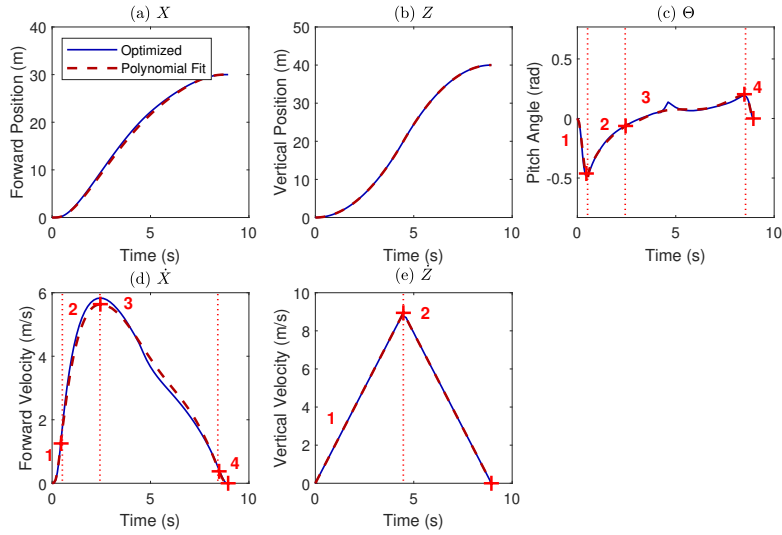 (a) X
Forward Position (m)
40
30
20
10
0
Optimized
Polynomial Fit
0 5 10
Time (s)
(b) Z
Vertical Position (m)
50
40
30
20
10
0
0 5 10
Time (s)
(c) Θ
Pitch Angle (rad)
0.5
0
-0.5
1
2
3
4
0 5 10
Time (s)
(d) Ẋ
Forward Velocity (m/s)
6
4
2
0
1
2
3
4
0 5 10
Time (s)
(e) Ż
Vertical Velocity (m/s)
10
8
6
4
2
0
1
2
0 5 10
Time (s)